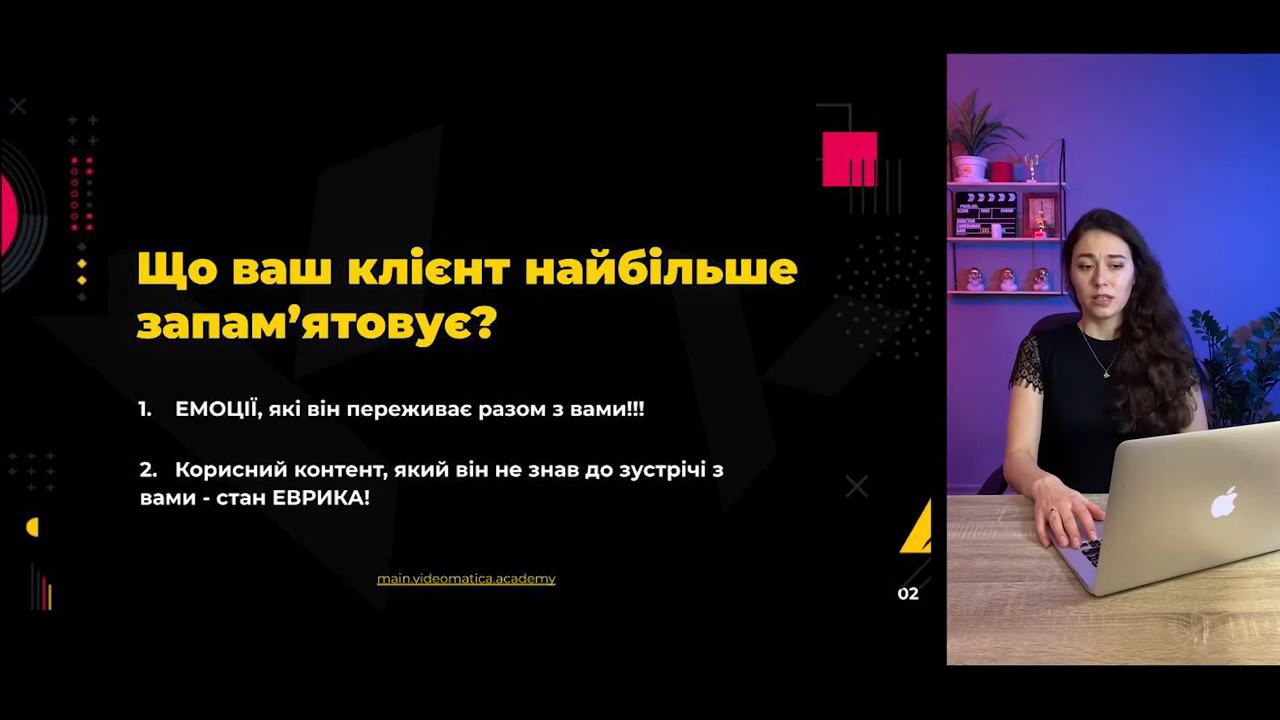 Що ваш клієнт найбільше
запам’ятовує?
1. ЕМОЦІЇ, які він переживає разом з вами!!!
2. Корисний контент, який він не знав до зустрічі з
вами - стан ЕВРИКА!
main.videomatica.academy
02